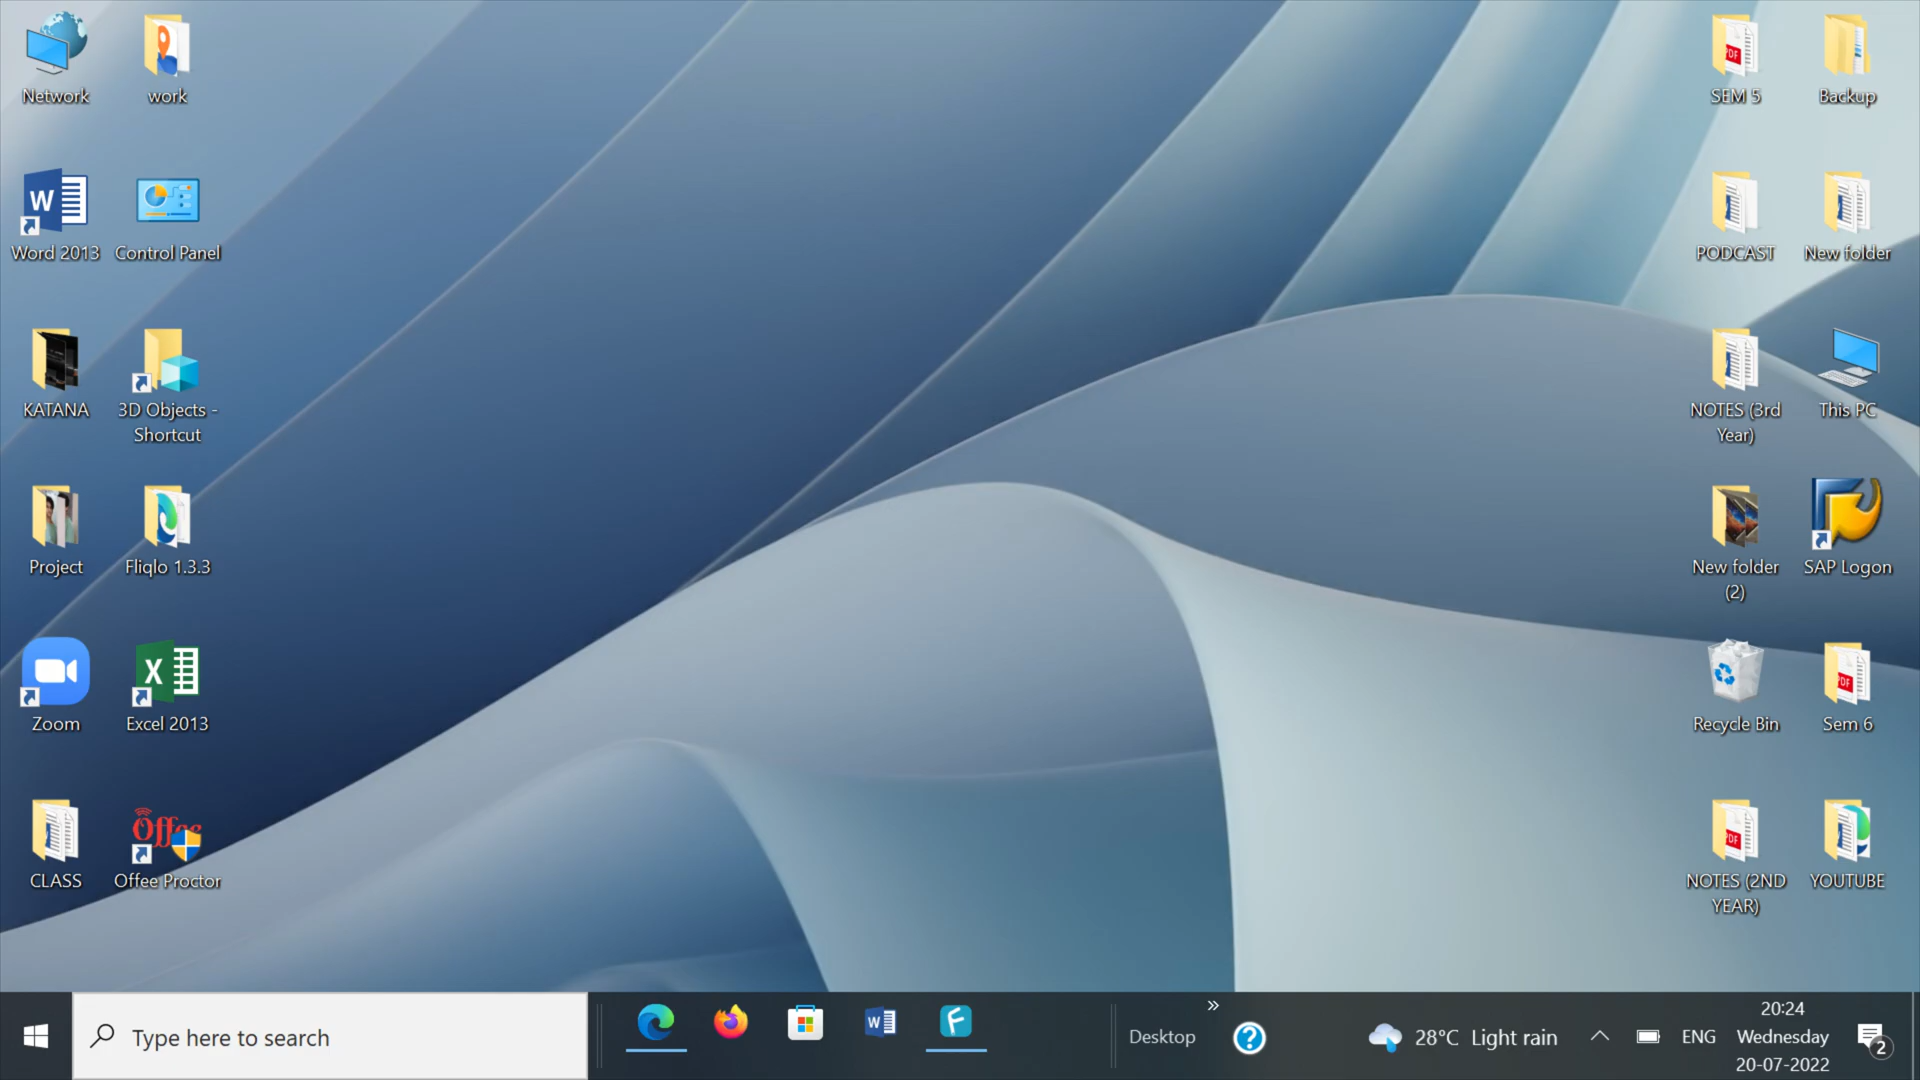 Network
work
SEM 5
Backup
Word 2013
Control Panel
PODCAST
New folder
KATANA
3D Objects -
Shortcut
NOTES (3rd
Year)
This PC
Project
Fliqlo 1.3.3
New folder
(2)
SAP Logon
Zoom
Excel 2013
Recycle Bin
Sem 6
CLASS
Offee
Offee Proctor
NOTES (2ND
YEAR)
YOUTUBE
Type here to search
Desktop
28°C Light rain
ENG
20:24
Wednesday
20-07-2022
2